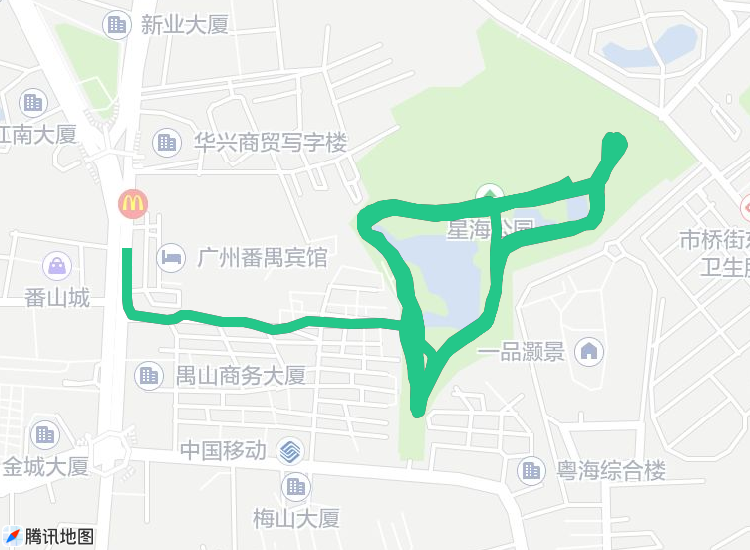 新业大厦
江南大厦
华兴商贸写字楼
星海公园
市桥街东
卫生服
广州番禺宾馆
番山城
一品灏景
禺山商务大厦
中国移动
金城大厦
粤海综合楼
梅山大厦
腾讯地图